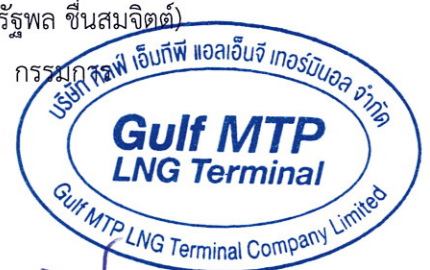 รัฐพล ชื่นสมจิตต์)
กรรมการ
บริษัท กัลฟ์ เอ็มทีพี แอลเอ็นจี เทอร์มินอล จำกัด
Gulf MTP
LNG Terminal
Gulf MTP LNG Terminal Company Limited